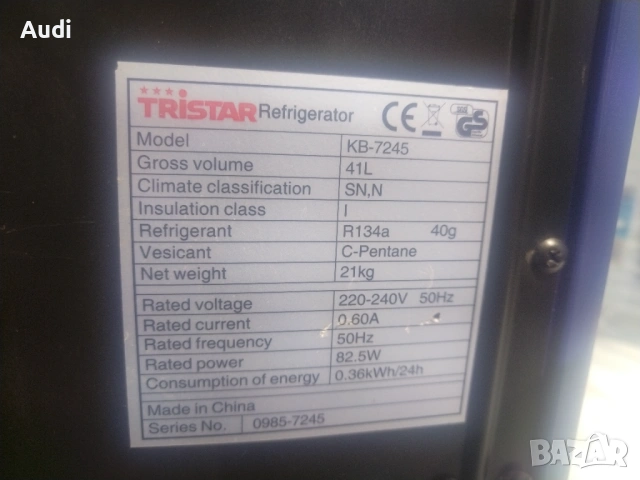 Audi
TRiSTAR Refrigerator CE GS
Model KB-7245
Gross volume 41L
Climate classification SN,N
Insulation class I
Refrigerant R134a 40g
Vesicant C-Pentane
Net weight 21kg
Rated voltage 220-240V 50Hz
Rated current 0.60A
Rated frequency 50Hz
Rated power 82.5W
Consumption of energy 0.36kWh/24h
Made in China
Series No. 0985-7245
BAZAR